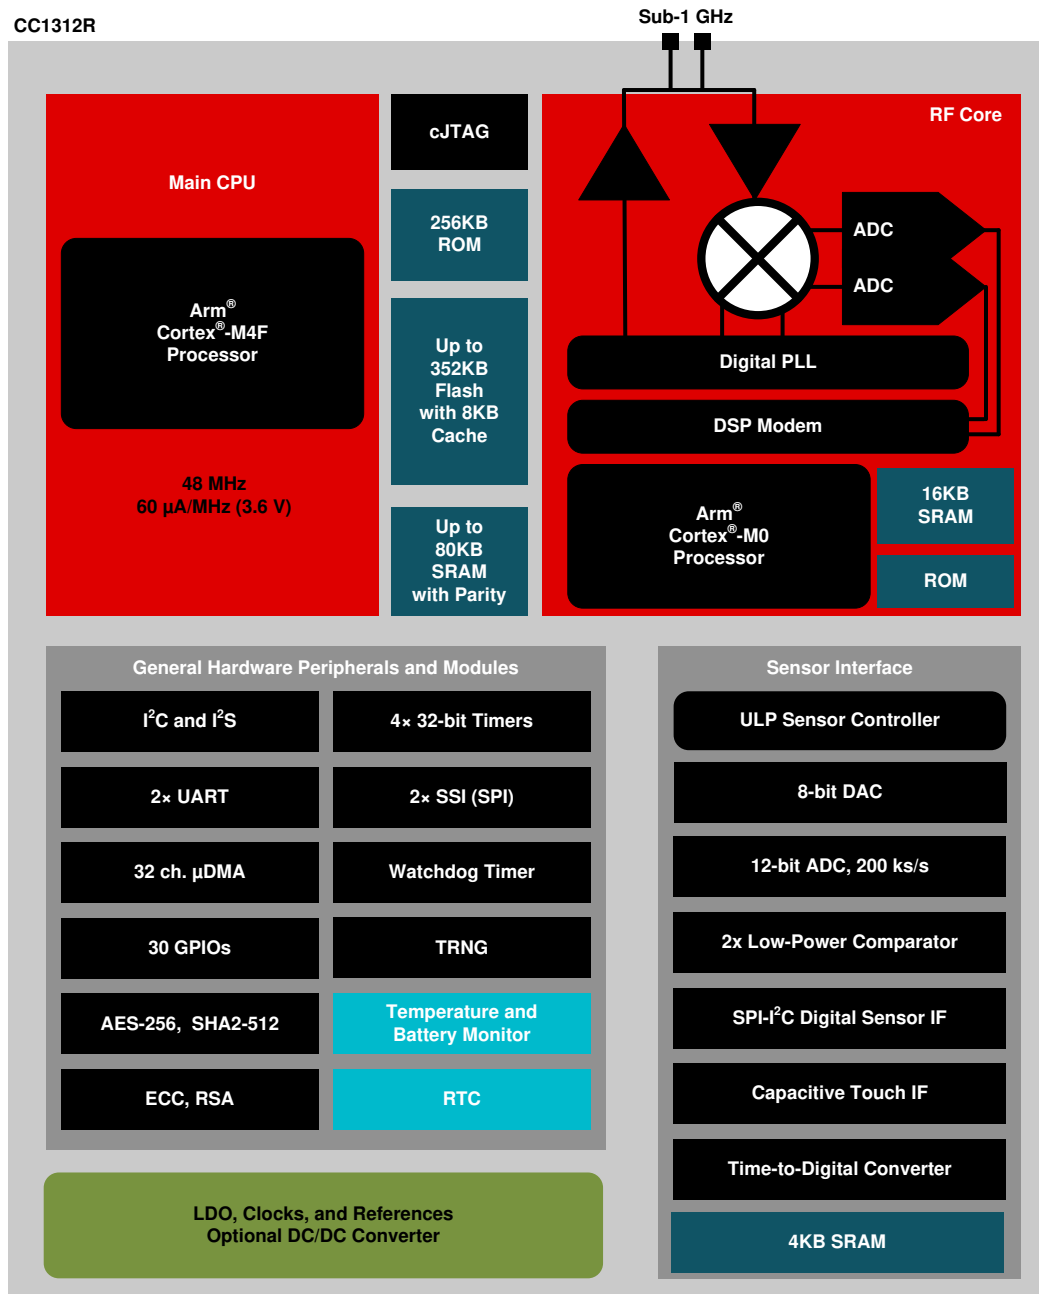 CC1312R
Sub-1 GHz
Main CPU
Arm®
Cortex®-M4F
Processor
48 MHz
60 µA/MHz (3.6 V)
cJTAG
256KB
ROM
Up to
352KB
Flash
with 8KB
Cache
Up to
80KB
SRAM
with Parity
RF Core
ADC
ADC
Digital PLL
DSP Modem
Arm®
Cortex®-M0
Processor
16KB
SRAM
ROM
General Hardware Peripherals and Modules
I²C and I²S
4× 32-bit Timers
2× UART
2× SSI (SPI)
32 ch. µDMA
Watchdog Timer
30 GPIOs
TRNG
AES-256, SHA2-512
Temperature and
Battery Monitor
ECC, RSA
RTC
LDO, Clocks, and References
Optional DC/DC Converter
Sensor Interface
ULP Sensor Controller
8-bit DAC
12-bit ADC, 200 ks/s
2x Low-Power Comparator
SPI-I²C Digital Sensor IF
Capacitive Touch IF
Time-to-Digital Converter
4KB SRAM